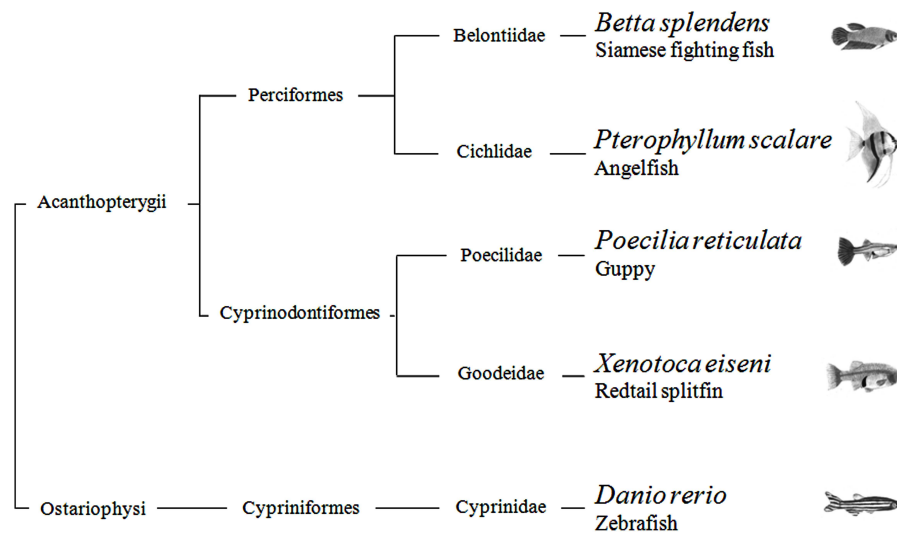 Betta splendens
Belontiidae
Siamese fighting fish
Perciformes
Pterophyllum scalare
Cichlidae
Angelfish
Acanthopterygii
Poecilia reticulata
Poecilidae
Guppy
Cyprinodontiformes
Xenotoca eiseni
Goodeidae
Redtail splitfin
Danio rerio
Ostariophysi
Cypriniformes
Cyprinidae
Zebrafish